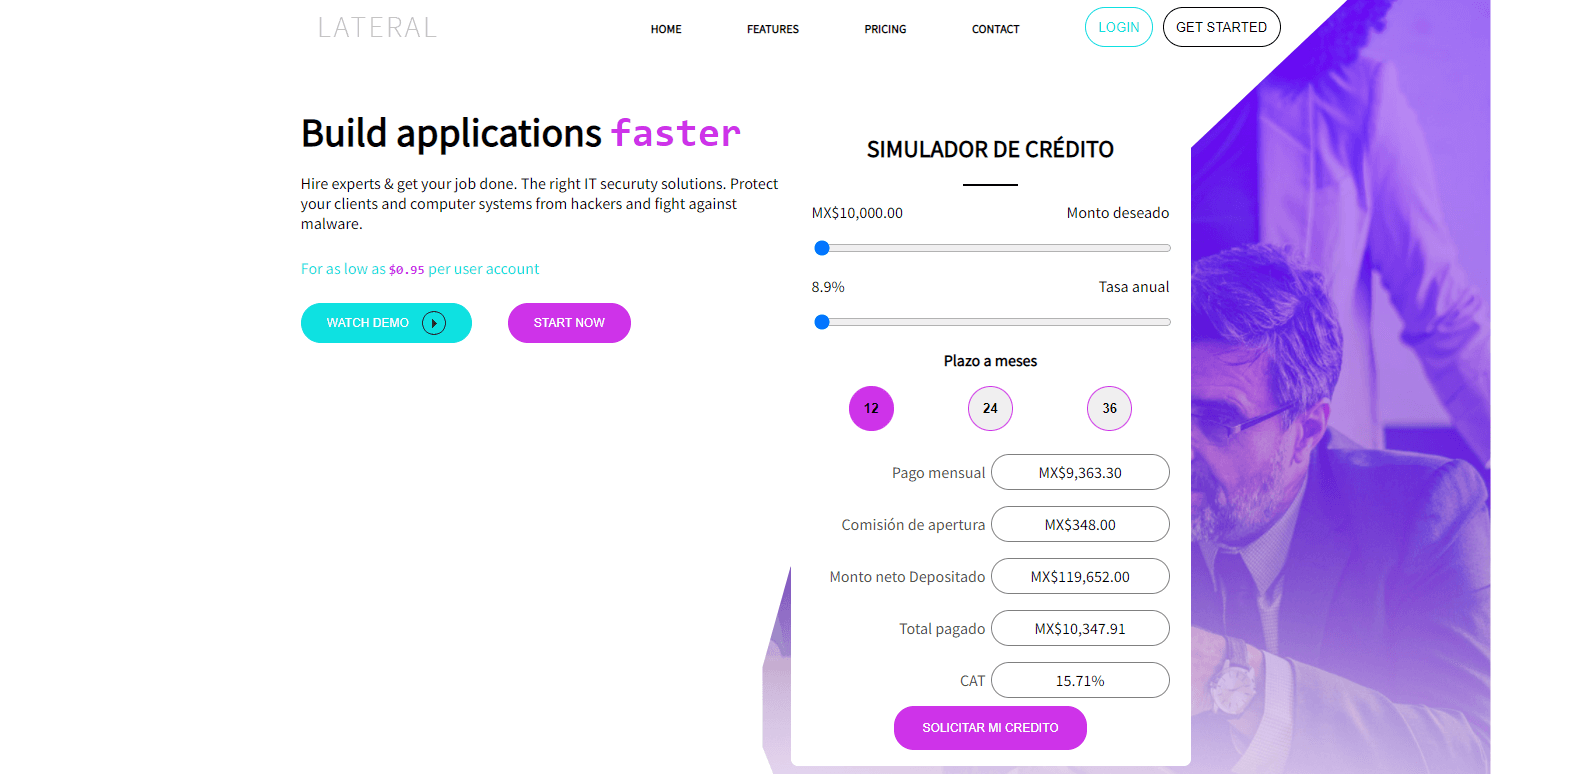 LATERAL
HOME FEATURES PRICING CONTACT LOGIN GET STARTED
Build applications faster
Hire experts & get your job done. The right IT securuty solutions. Protect
your clients and computer systems from hackers and fight against
malware.
For as low as $0.95 per user account
WATCH DEMO START NOW
SIMULADOR DE CRÉDITO
MX$10,000.00 Monto deseado
8.9% Tasa anual
Plazo a meses
12 24 36
Pago mensual MX$9,363.30
Comisión de apertura MX$348.00
Monto neto Depositado MX$119,652.00
Total pagado MX$10,347.91
CAT 15.71%
SOLICITAR MI CREDITO